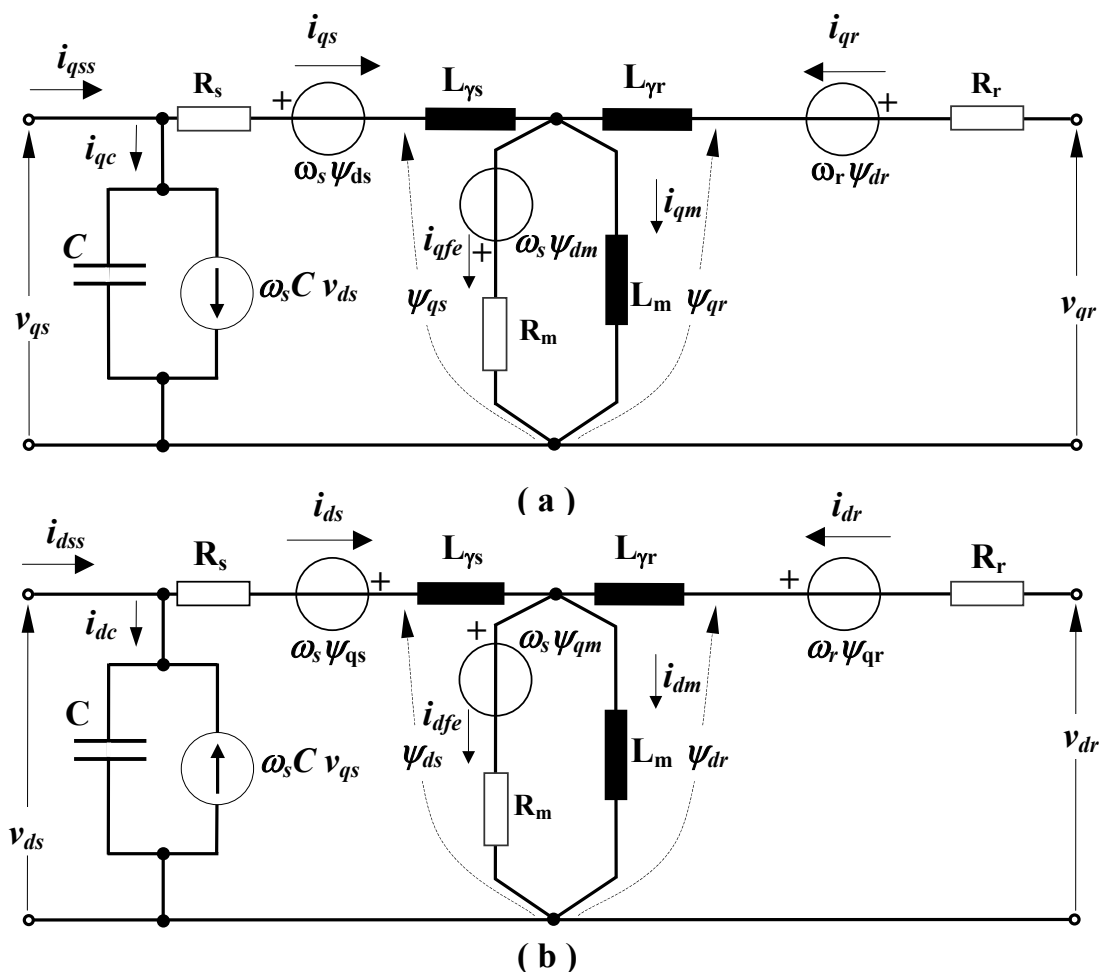 i_qss
i_qs
i_qr
R_s
L_γs
L_γr
R_r
+
+
i_qc
ω_s ψ_ds
ω_r ψ_dr
C
ω_s C v_ds
i_qfe
+
ω_s ψ_dm
i_qm
v_qs
ψ_qs
R_m
L_m
ψ_qr
v_qr
( a )
i_dss
i_ds
i_dr
R_s
L_γs
L_γr
R_r
+
+
i_dc
ω_s ψ_qs
+
ω_s ψ_qm
ω_r ψ_qr
C
ω_s C v_qs
i_dfe
i_dm
v_ds
ψ_ds
R_m
L_m
ψ_dr
v_dr
( b )